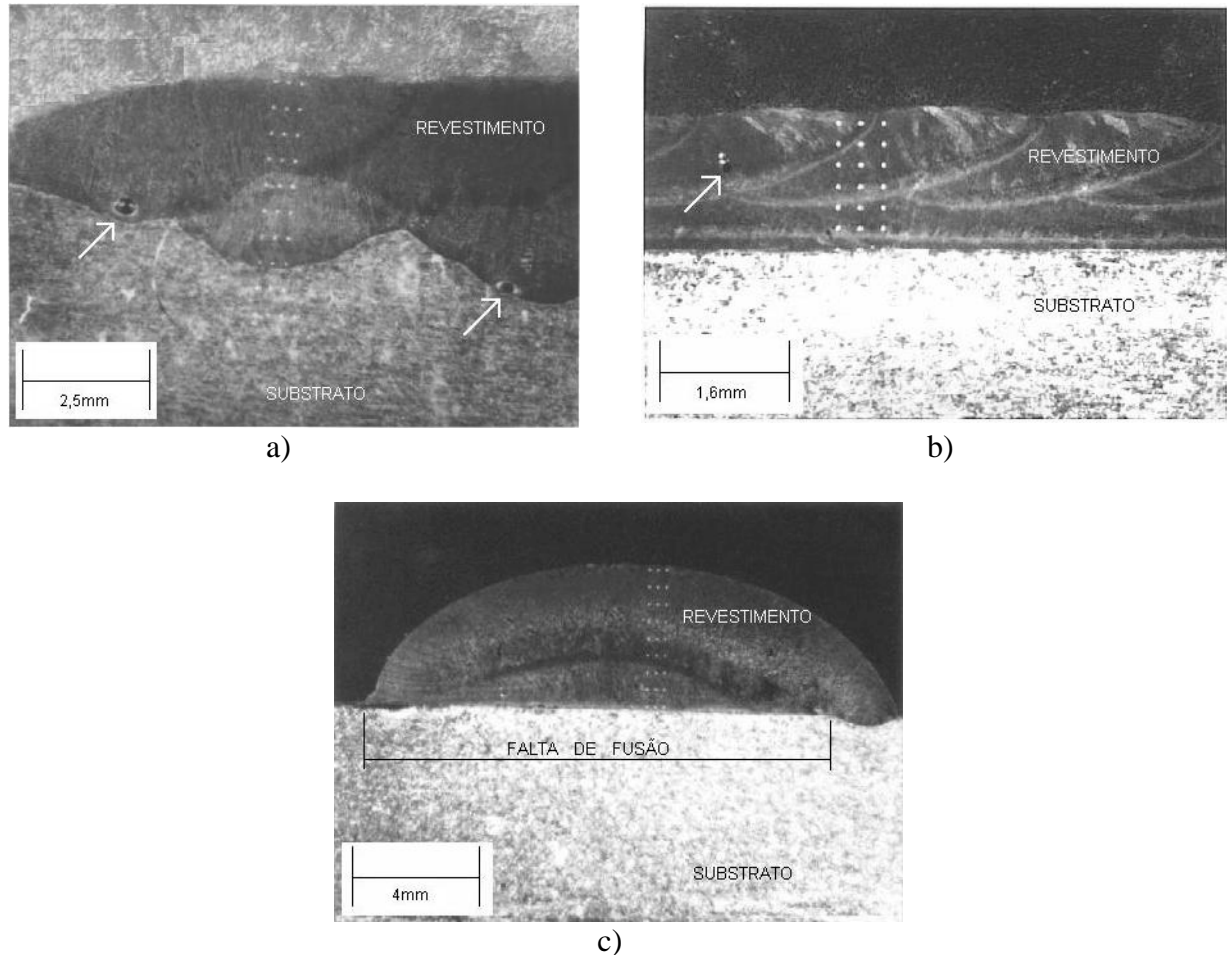 REVESTIMENTO
SUBSTRATO
2,5mm
a)
REVESTIMENTO
SUBSTRATO
1,6mm
b)
REVESTIMENTO
FALTA DE FUSÃO
SUBSTRATO
4mm
c)